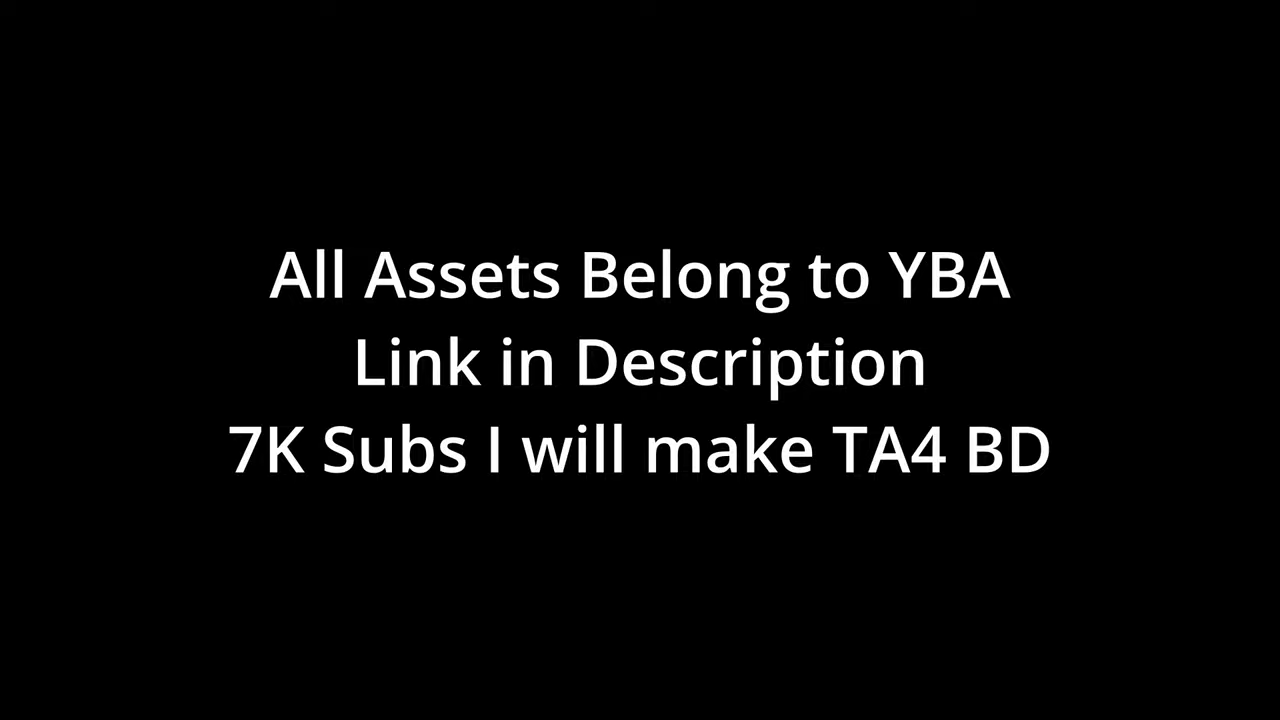 All Assets Belong to YBA
Link in Description
7K Subs I will make TA4 BD